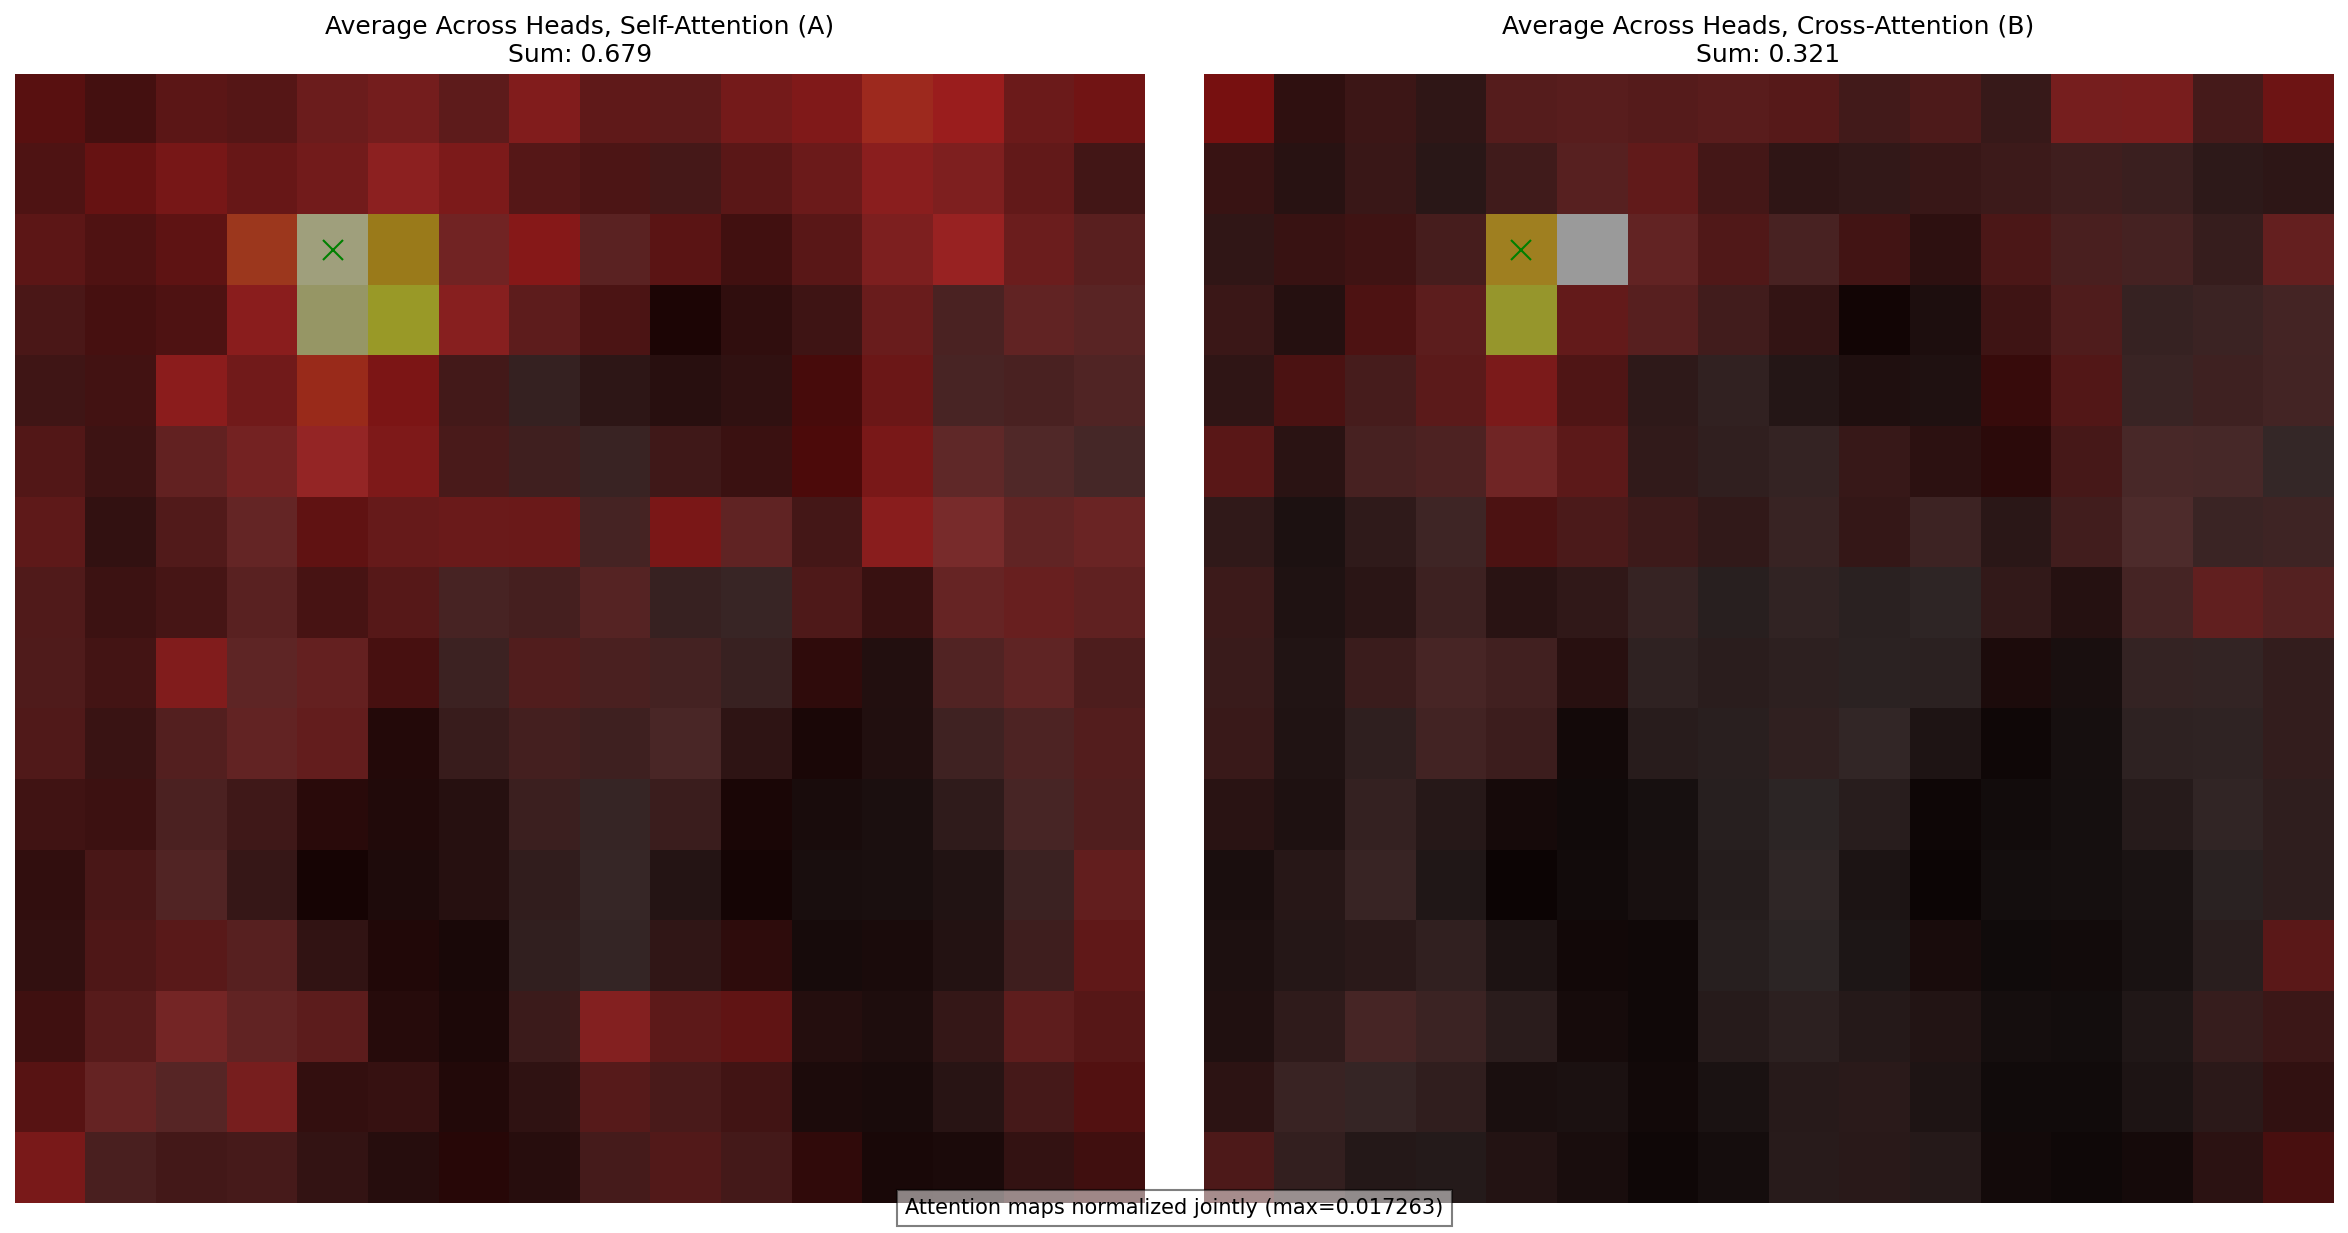 Average Across Heads, Self-Attention (A)
Sum: 0.679
Average Across Heads, Cross-Attention (B)
Sum: 0.321
Attention maps normalized jointly (max=0.017263)